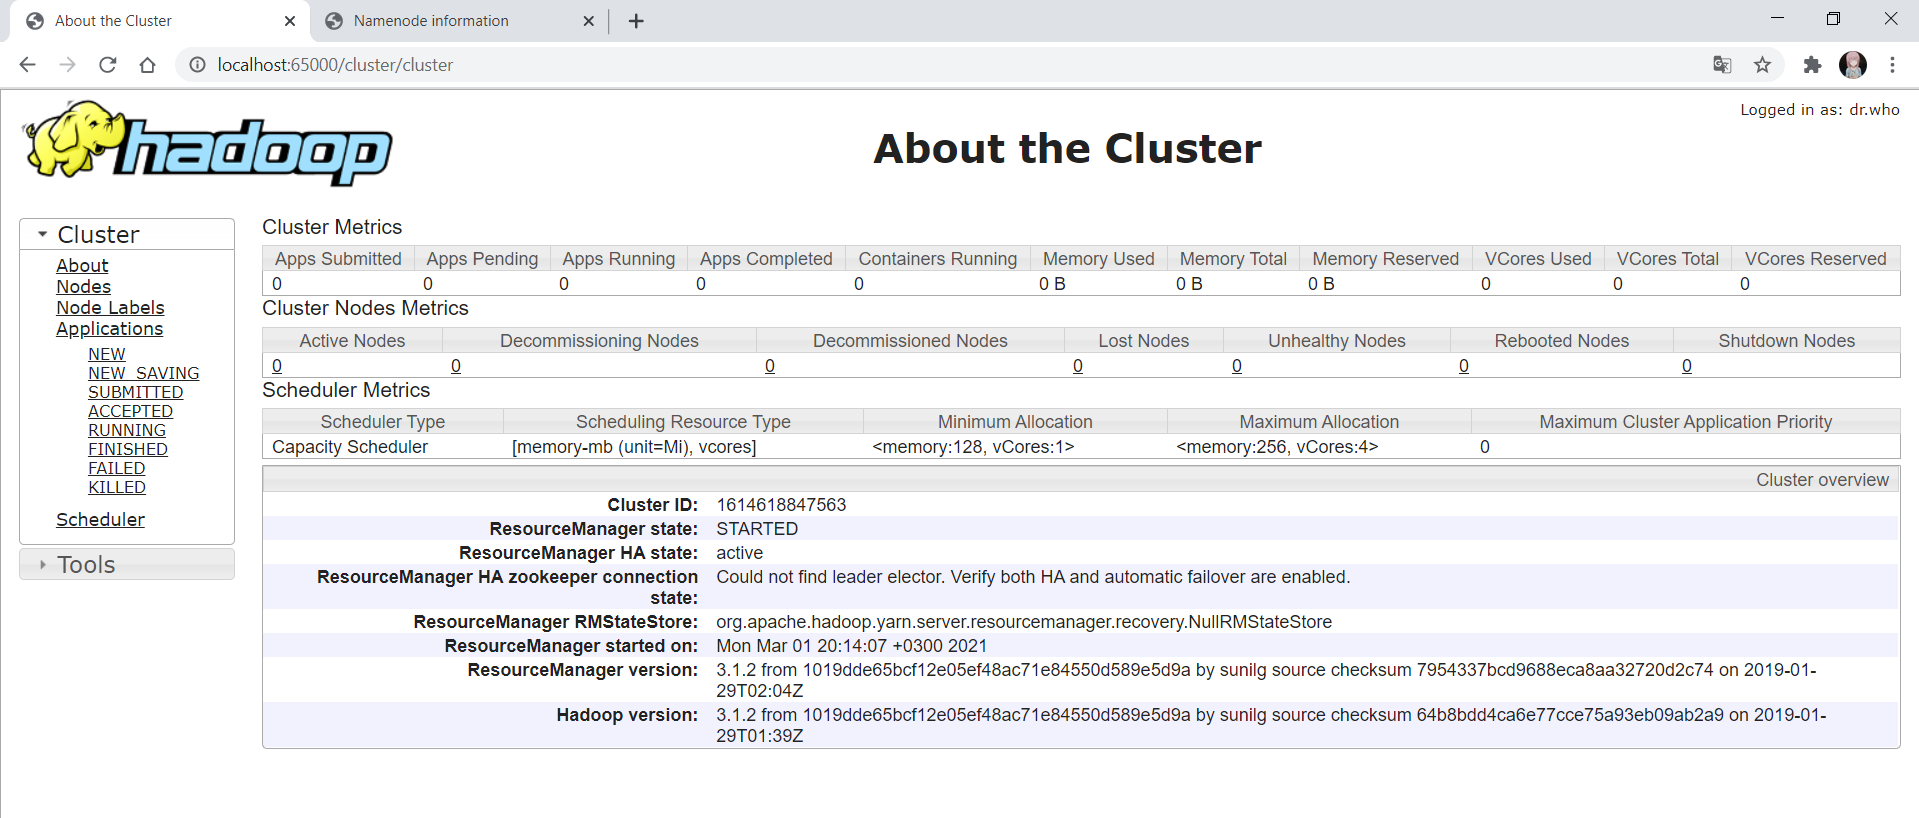 About the Cluster
Namenode information
localhost:65000/cluster/cluster
Logged in as: dr.who
hadoop
About the Cluster
Cluster
About
Nodes
Node Labels
Applications
NEW
NEW_SAVING
SUBMITTED
ACCEPTED
RUNNING
FINISHED
FAILED
KILLED
Scheduler
Tools
Cluster Metrics
Apps Submitted Apps Pending Apps Running Apps Completed Containers Running Memory Used Memory Total Memory Reserved VCores Used VCores Total VCores Reserved
0 0 0 0 0 0 B 0 B 0 B 0 0 0
Cluster Nodes Metrics
Active Nodes Decommissioning Nodes Decommissioned Nodes Lost Nodes Unhealthy Nodes Rebooted Nodes Shutdown Nodes
0 0 0 0 0 0 0
Scheduler Metrics
Scheduler Type Scheduling Resource Type Minimum Allocation Maximum Allocation Maximum Cluster Application Priority
Capacity Scheduler [memory-mb (unit=Mi), vcores] <memory:128, vCores:1> <memory:256, vCores:4> 0
Cluster overview
Cluster ID: 1614618847563
ResourceManager state: STARTED
ResourceManager HA state: active
ResourceManager HA zookeeper connection state: Could not find leader elector. Verify both HA and automatic failover are enabled.
ResourceManager RMStateStore: org.apache.hadoop.yarn.server.resourcemanager.recovery.NullRMStateStore
ResourceManager started on: Mon Mar 01 20:14:07 +0300 2021
ResourceManager version: 3.1.2 from 1019dde65bcf12e05ef48ac71e84550d589e5d9a by sunilg source checksum 7954337bcd9688eca8aa32720d2c74 on 2019-01-
29T02:04Z
Hadoop version: 3.1.2 from 1019dde65bcf12e05ef48ac71e84550d589e5d9a by sunilg source checksum 64b8bdd4ca6e77cce75a93eb09ab2a9 on 2019-01-
29T01:39Z